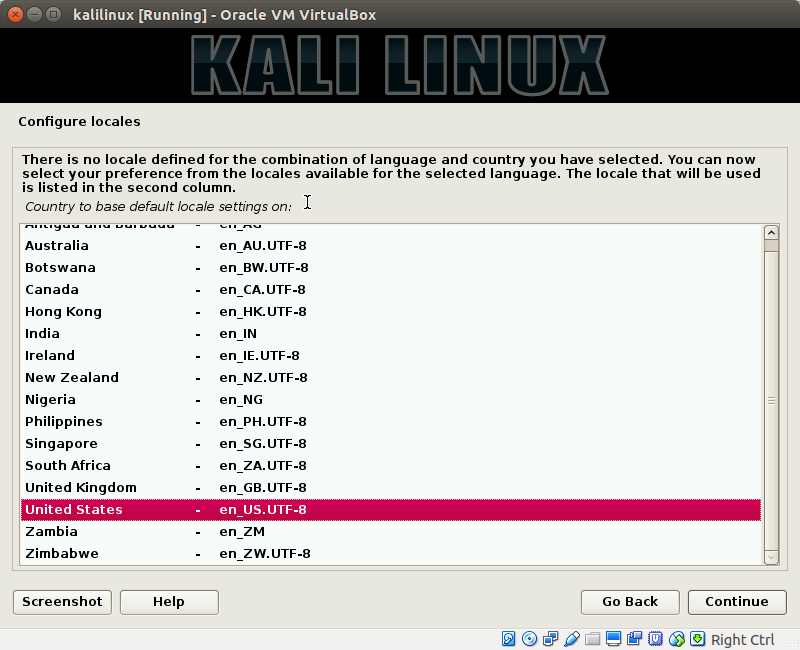 kalilinux [Running] - Oracle VM VirtualBox
KALI LINUX
Configure locales
There is no locale defined for the combination of language and country you have selected. You can now
select your preference from the locales available for the selected language. The locale that will be used
is listed in the second column.
Country to base default locale settings on:
Antigua and Barbuda - en_AG
Australia - en_AU.UTF-8
Botswana - en_BW.UTF-8
Canada - en_CA.UTF-8
Hong Kong - en_HK.UTF-8
India - en_IN
Ireland - en_IE.UTF-8
New Zealand - en_NZ.UTF-8
Nigeria - en_NG
Philippines - en_PH.UTF-8
Singapore - en_SG.UTF-8
South Africa - en_ZA.UTF-8
United Kingdom - en_GB.UTF-8
United States - en_US.UTF-8
Zambia - en_ZM
Zimbabwe - en_ZW.UTF-8
Screenshot Help Go Back Continue
Right Ctrl